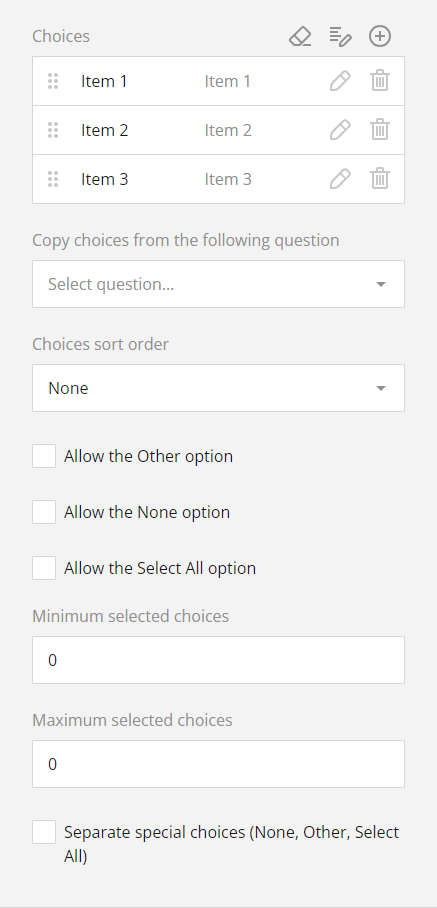 Choices
Item 1 Item 1
Item 2 Item 2
Item 3 Item 3
Copy choices from the following question
Select question...
Choices sort order
None
Allow the Other option
Allow the None option
Allow the Select All option
Minimum selected choices
0
Maximum selected choices
0
Separate special choices (None, Other, Select
All)